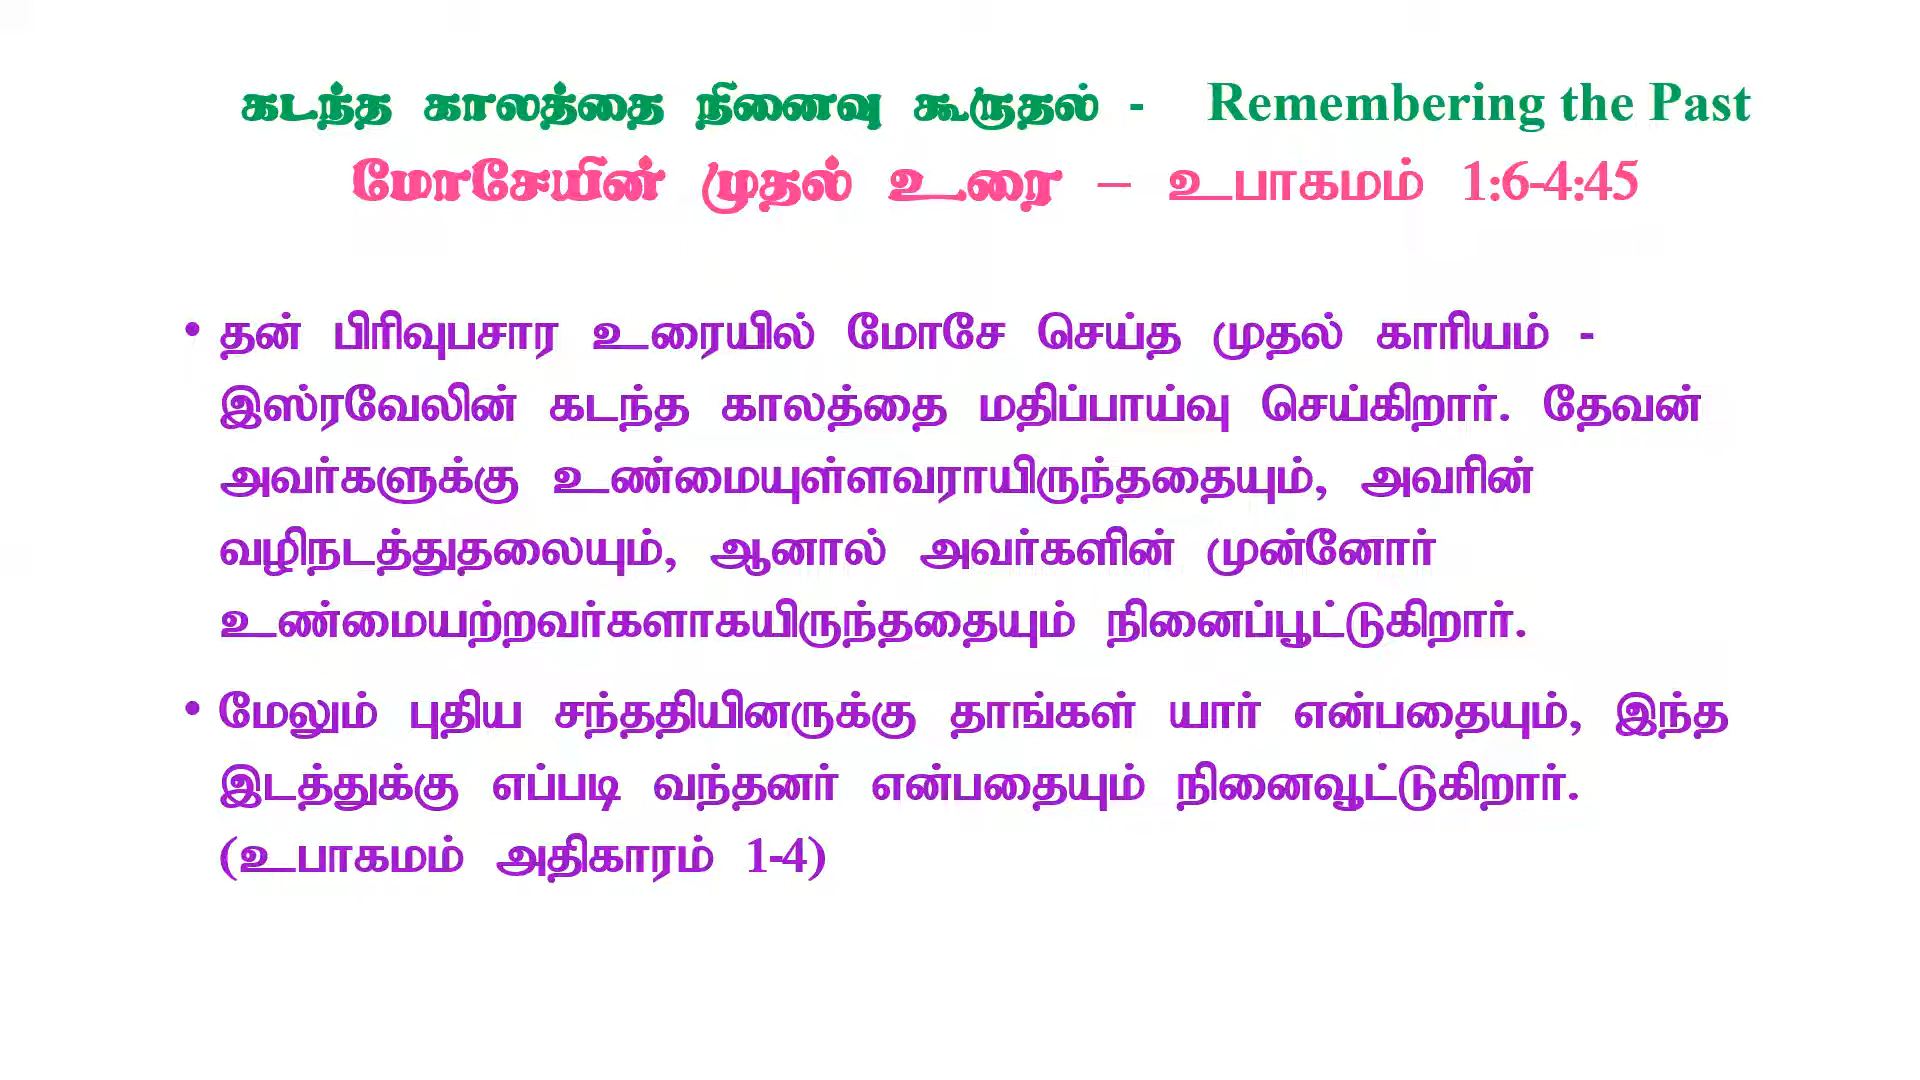 கடந்த காலத்தை நினைவு கூருதல் - Remembering the Past
மோசேயின் முதல் உரை – உபாகமம் 1:6-4:45
• தன் பிரிவுபசார உரையில் மோசே செய்த முதல் காரியம் -
இஸ்ரவேலின் கடந்த காலத்தை மதிப்பாய்வு செய்கிறார். தேவன்
அவர்களுக்கு உண்மையுள்ளவராயிருந்ததையும், அவரின்
வழிநடத்துதலையும், ஆனால் அவர்களின் முன்னோர்
உண்மையற்றவர்களாகயிருந்ததையும் நினைப்பூட்டுகிறார்.
• மேலும் புதிய சந்ததியினருக்கு தாங்கள் யார் என்பதையும், இந்த
இடத்துக்கு எப்படி வந்தனர் என்பதையும் நினைவூட்டுகிறார்.
(உபாகமம் அதிகாரம் 1-4)